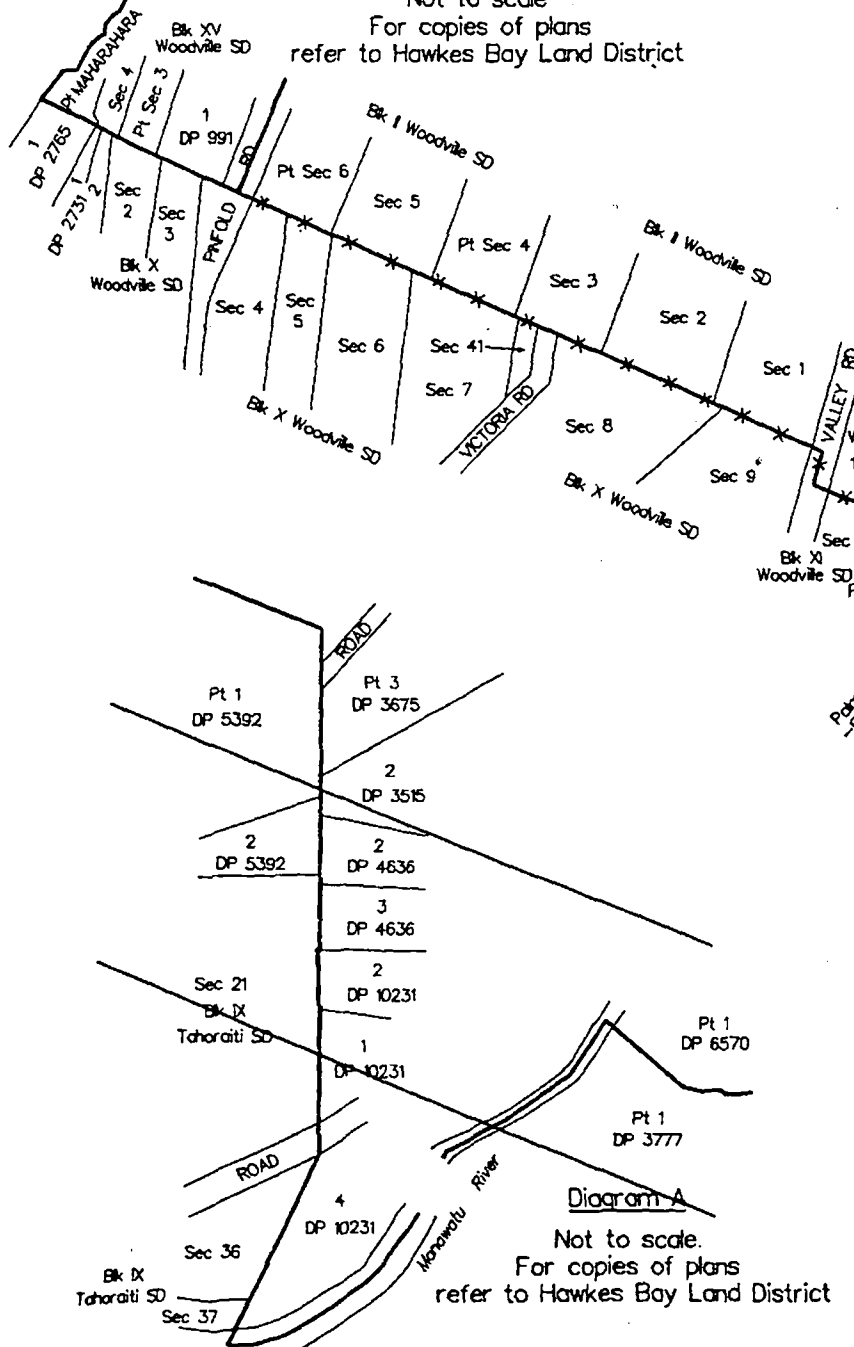 Not to scale
For copies of plans
refer to Hawkes Bay Land District
Pt MAHARAHARA
Sec 4
Pt Sec 3
Blk XV
Woodville SD
1
DP 991
RD
1
DP 2765
1
2
DP 2731
Sec
2
Sec
3
Blk X
Woodville SD
PINFOLD
Pt Sec 6
Blk II Woodville SD
Sec 5
Pt Sec 4
Sec 3
Blk II Woodville SD
Sec 2
Sec 1
VALLEY RD
Sec 4
Sec
5
Sec 6
Sec 41
Sec 7
VICTORIA RD
Sec 8
Sec 9
Blk X Woodville SD
Blk X Woodville SD
Sec
Blk XI
Woodville SD
ROAD
Pt 1
DP 5392
Pt 3
DP 3675
2
DP 3515
2
DP 5392
2
DP 4636
3
DP 4636
Sec 21
Blk IX
Tahoraiti SD
2
DP 10231
1
DP 10231
Pt 1
DP 6570
Pt 1
DP 3777
ROAD
Manawatu River
4
DP 10231
Sec 36
Blk IX
Tahoraiti SD
Sec 37
Diagram A
Not to scale.
For copies of plans
refer to Hawkes Bay Land District